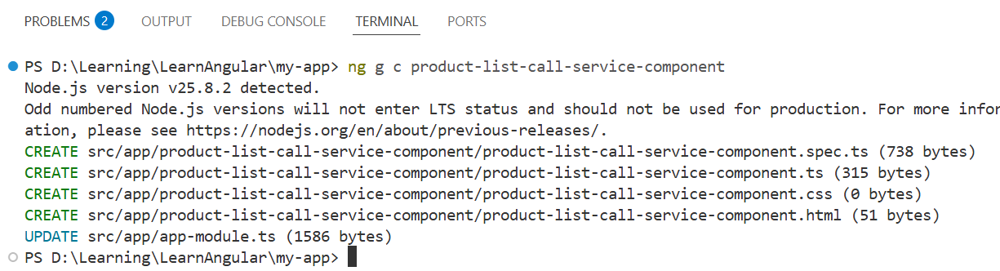 PROBLEMS 2 OUTPUT DEBUG CONSOLE TERMINAL PORTS
PS D:\Learning\LearnAngular\my-app> ng g c product-list-call-service-component
Node.js version v25.8.2 detected.
Odd numbered Node.js versions will not enter LTS status and should not be used for production. For more infor
ation, please see https://nodejs.org/en/about/previous-releases/.
CREATE src/app/product-list-call-service-component/product-list-call-service-component.spec.ts (738 bytes)
CREATE src/app/product-list-call-service-component/product-list-call-service-component.ts (315 bytes)
CREATE src/app/product-list-call-service-component/product-list-call-service-component.css (0 bytes)
CREATE src/app/product-list-call-service-component/product-list-call-service-component.html (51 bytes)
UPDATE src/app/app-module.ts (1586 bytes)
PS D:\Learning\LearnAngular\my-app>